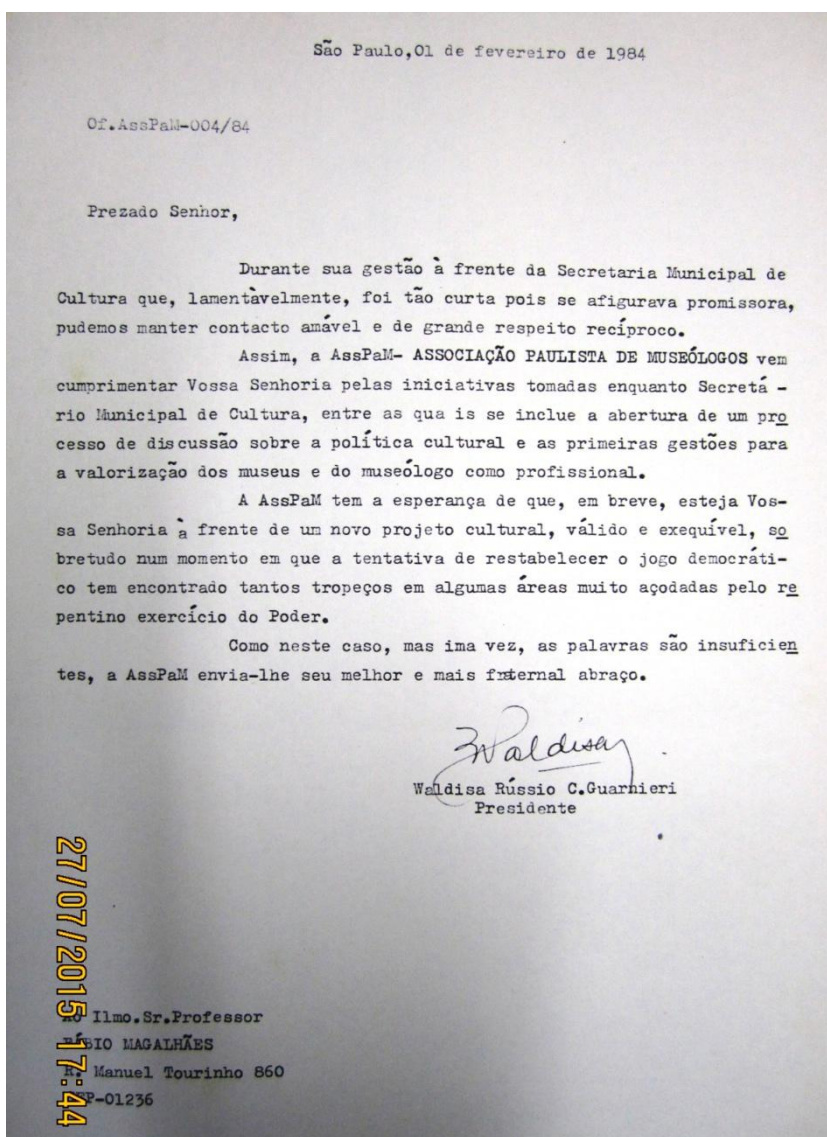 São Paulo,01 de fevereiro de 1984
Of.AssPaM-004/84
Prezado Senhor,
Durante sua gestão à frente da Secretaria Municipal de
Cultura que, lamentàvelmente, foi tão curta pois se afigurava promissora,
pudemos manter contacto amável e de grande respeito recíproco.
Assim, a AssPaM- ASSOCIAÇÃO PAULISTA DE MUSEÓLOGOS vem
cumprimentar Vossa Senhoria pelas iniciativas tomadas enquanto Secretá -
rio Municipal de Cultura, entre as qua is se inclue a abertura de um pro
cesso de discussão sobre a política cultural e as primeiras gestões para
a valorização dos museus e do museólogo como profissional.
A AssPaM tem a esperança de que, em breve, esteja Vos-
sa Senhoria à frente de um novo projeto cultural, válido e exequível, so
bretudo num momento em que a tentativa de restabelecer o jogo democráti-
co tem encontrado tantos tropeços em algumas áreas muito açodadas pelo re
pentino exercício do Poder.
Como neste caso, mas ima vez, as palavras são insuficien
tes, a AssPaM envia-lhe seu melhor e mais fraternal abraço.
Waldisa
Waldisa Rússio C.Guarnieri
Presidente
Ilmo.Sr.Professor
MAGALHÃES
R. Manuel Tourinho 860
-01236
27/07/2015 17:44